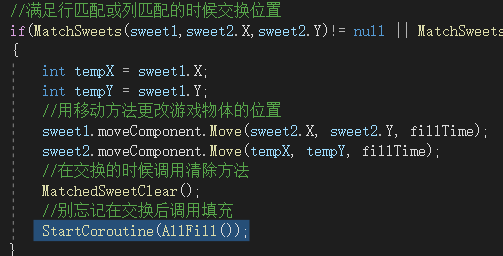 //满足行匹配或列匹配的时候交换位置
if(MatchSweets(sweet1,sweet2.X,sweet2.Y)!= null || MatchSweets
{
int tempX = sweet1.X;
int tempY = sweet1.Y;
//用移动方法更改游戏物体的位置
sweet1.moveComponent.Move(sweet2.X, sweet2.Y, fillTime);
sweet2.moveComponent.Move(tempX, tempY, fillTime);
//在交换的时候调用清除方法
MatchedSweetClear();
//别忘记在交换后调用填充
StartCoroutine(AllFill());
}